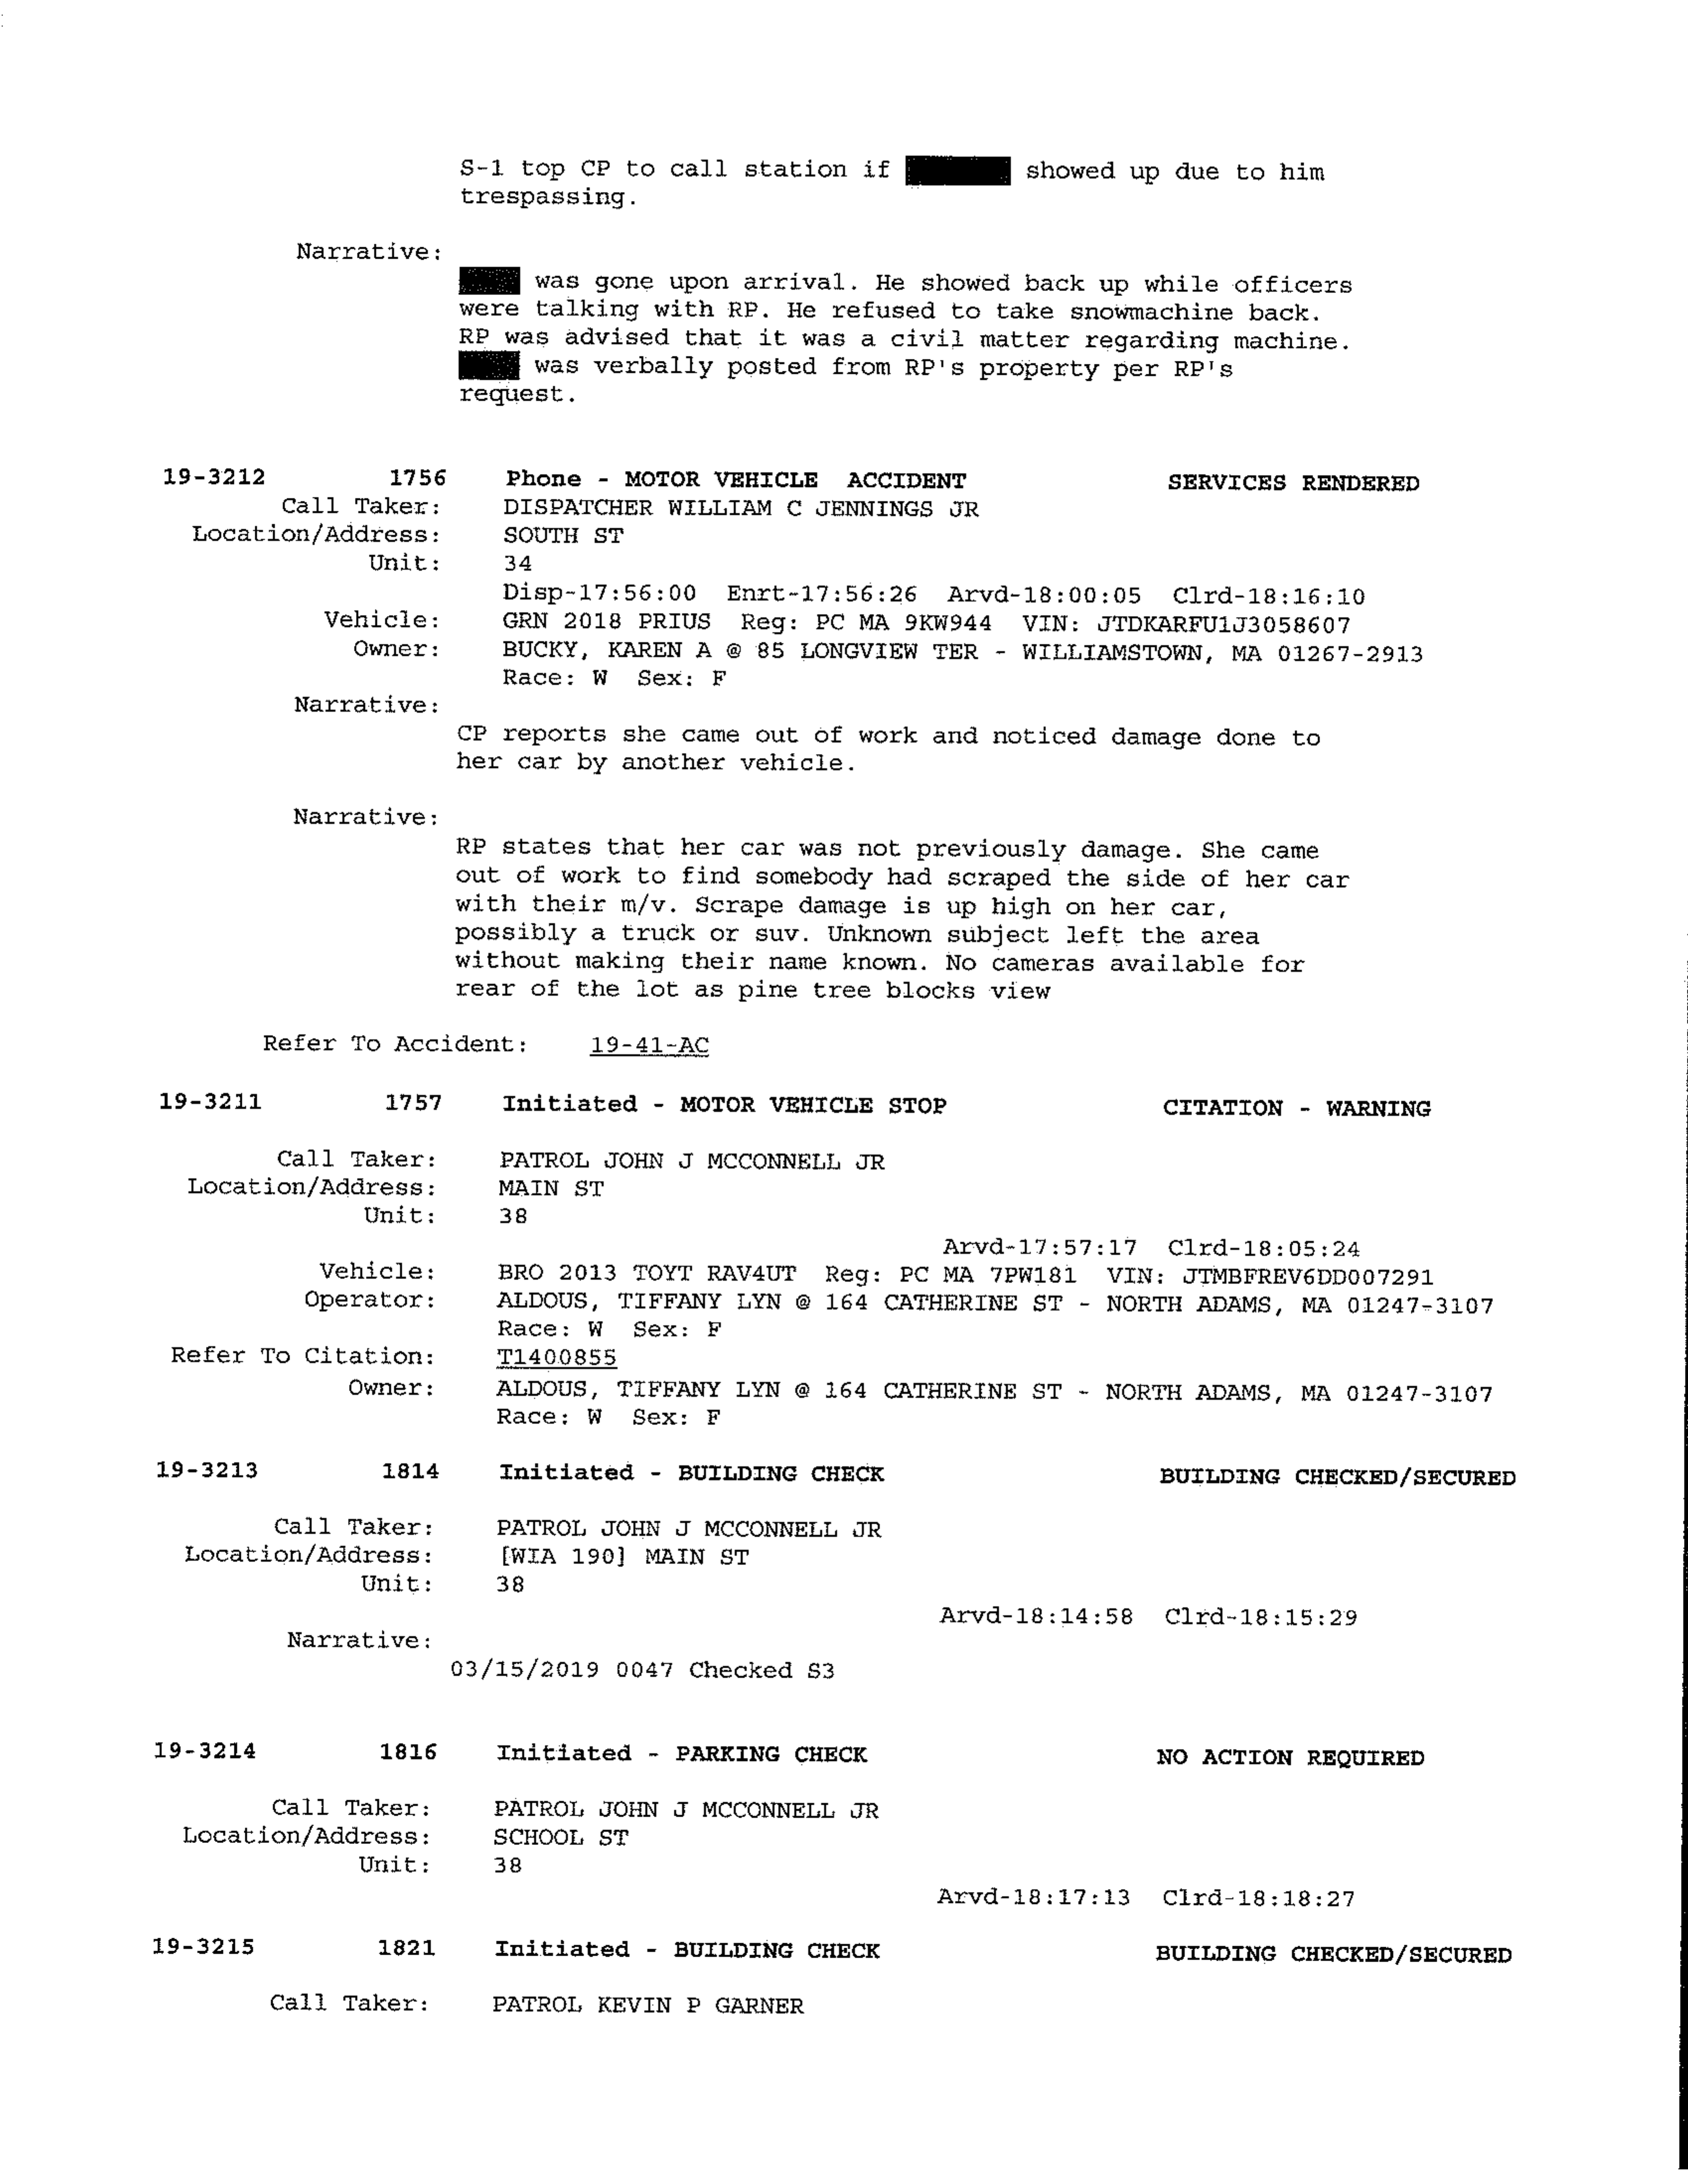 S-1 top CP to call station if showed up due to him
trespassing.
Narrative:
was gone upon arrival. He showed back up while officers
were talking with RP. He refused to take snowmachine back.
RP was advised that it was a civil matter regarding machine.
was verbally posted from RP's property per RP's
request.
19-3212 1756 Phone - MOTOR VEHICLE ACCIDENT SERVICES RENDERED
Call Taker: DISPATCHER WILLIAM C JENNINGS JR
Location/Address: SOUTH ST
Unit: 34
Disp-17:56:00 Enrt-17:56:26 Arvd-18:00:05 Clrd-18:16:10
Vehicle: GRN 2018 PRIUS Reg: PC MA 9KW944 VIN: JTDKARFU1J3058607
Owner: BUCKY, KAREN A @ 85 LONGVIEW TER - WILLIAMSTOWN, MA 01267-2913
Race: W Sex: F
Narrative:
CP reports she came out of work and noticed damage done to
her car by another vehicle.
Narrative:
RP states that her car was not previously damage. She came
out of work to find somebody had scraped the side of her car
with their m/v. Scrape damage is up high on her car,
possibly a truck or suv. Unknown subject left the area
without making their name known. No cameras available for
rear of the lot as pine tree blocks view
Refer To Accident: 19-41-AC
19-3211 1757 Initiated - MOTOR VEHICLE STOP CITATION - WARNING
Call Taker: PATROL JOHN J MCCONNELL JR
Location/Address: MAIN ST
Unit: 38
Arvd-17:57:17 Clrd-18:05:24
Vehicle: BRO 2013 TOYT RAV4UT Reg: PC MA 7PW181 VIN: JTMBFREV6DD007291
Operator: ALDOUS, TIFFANY LYN @ 164 CATHERINE ST - NORTH ADAMS, MA 01247-3107
Race: W Sex: F
Refer To Citation: T1400855
Owner: ALDOUS, TIFFANY LYN @ 164 CATHERINE ST - NORTH ADAMS, MA 01247-3107
Race: W Sex: F
19-3213 1814 Initiated - BUILDING CHECK BUILDING CHECKED/SECURED
Call Taker: PATROL JOHN J MCCONNELL JR
Location/Address: [WIA 190] MAIN ST
Unit: 38
Arvd-18:14:58 Clrd-18:15:29
Narrative:
03/15/2019 0047 Checked S3
19-3214 1816 Initiated - PARKING CHECK NO ACTION REQUIRED
Call Taker: PATROL JOHN J MCCONNELL JR
Location/Address: SCHOOL ST
Unit: 38
Arvd-18:17:13 Clrd-18:18:27
19-3215 1821 Initiated - BUILDING CHECK BUILDING CHECKED/SECURED
Call Taker: PATROL KEVIN P GARNER